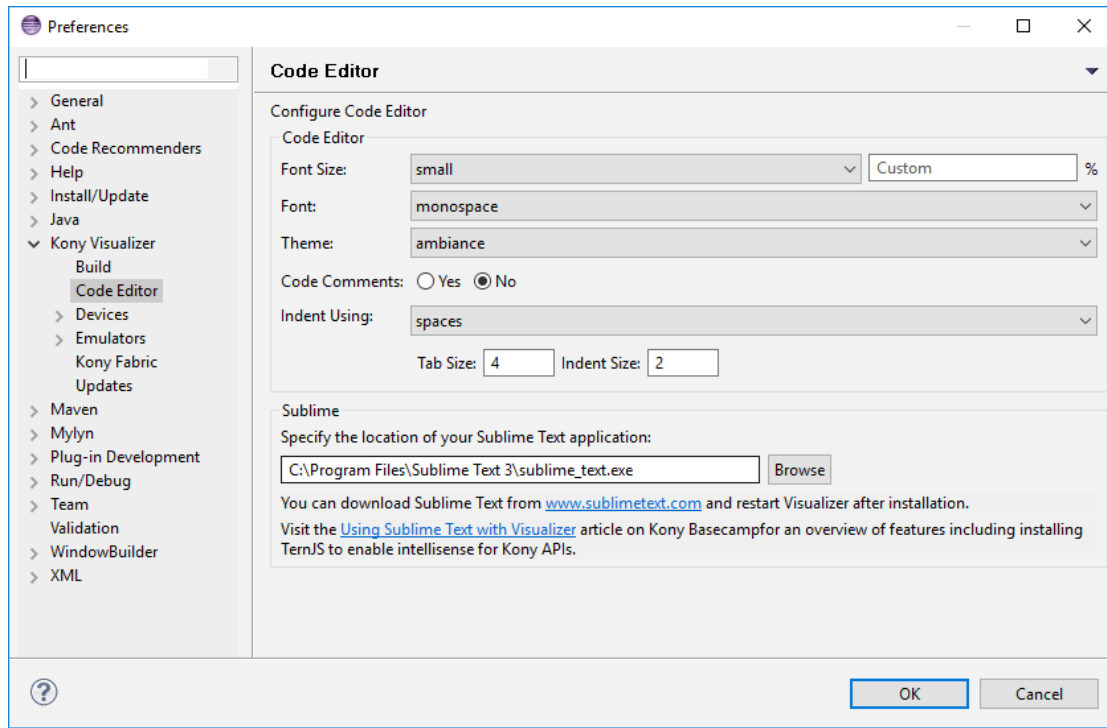 Preferences
Code Editor
General
Ant
Code Recommenders
Help
Install/Update
Java
Kony Visualizer
Build
Code Editor
Devices
Emulators
Kony Fabric
Updates
Maven
Mylyn
Plug-in Development
Run/Debug
Team
Validation
WindowBuilder
XML
Configure Code Editor
Code Editor
Font Size: small Custom %
Font: monospace
Theme: ambiance
Code Comments: Yes No
Indent Using: spaces
Tab Size: 4 Indent Size: 2
Sublime
Specify the location of your Sublime Text application:
C:\Program Files\Sublime Text 3\sublime_text.exe Browse
You can download Sublime Text from www.sublimetext.com and restart Visualizer after installation.
Visit the Using Sublime Text with Visualizer article on Kony Basecampfor an overview of features including installing
TernJS to enable intellisense for Kony APIs.
? OK Cancel